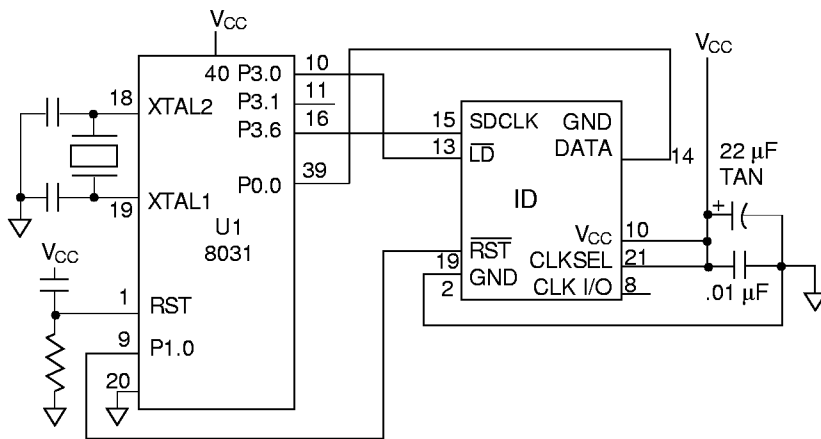 VCC
40 P3.0 10
P3.1 11
P3.6 16
P0.0 39
18 XTAL2
19 XTAL1
U1
8031
VCC
1 RST
9 P1.0
20
15 SDCLK
13 LD
GND
DATA 14
ID
VCC 10
19 RST
CLKSEL 21
2 GND
CLK I/O 8
VCC
22 µF
TAN
+
.01 µF